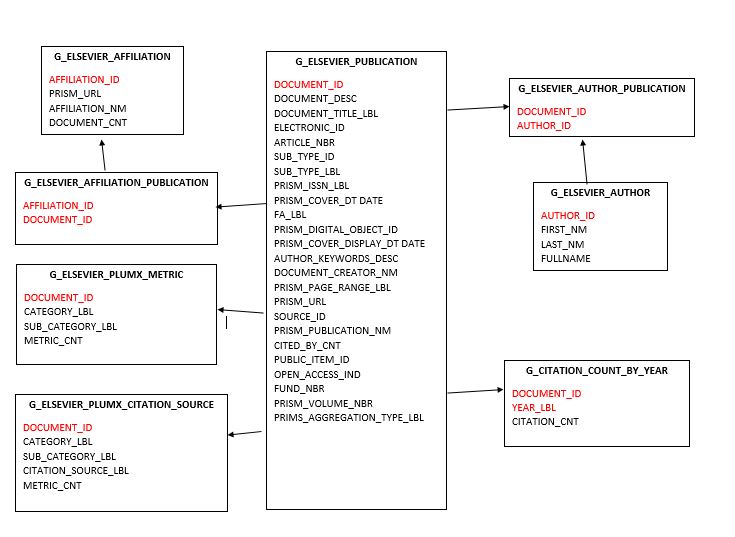 G_ELSEVIER_AFFILIATION
AFFILIATION_ID
PRISM_URL
AFFILIATION_NM
DOCUMENT_CNT
G_ELSEVIER_AFFILIATION_PUBLICATION
AFFILIATION_ID
DOCUMENT_ID
G_ELSEVIER_PLUMX_METRIC
DOCUMENT_ID
CATEGORY_LBL
SUB_CATEGORY_LBL
METRIC_CNT
G_ELSEVIER_PLUMX_CITATION_SOURCE
DOCUMENT_ID
CATEGORY_LBL
SUB_CATEGORY_LBL
CITATION_SOURCE_LBL
METRIC_CNT
G_ELSEVIER_PUBLICATION
DOCUMENT_ID
DOCUMENT_DESC
DOCUMENT_TITLE_LBL
ELECTRONIC_ID
ARTICLE_NBR
SUB_TYPE_ID
SUB_TYPE_LBL
PRISM_ISSN_LBL
PRISM_COVER_DT DATE
FA_LBL
PRISM_DIGITAL_OBJECT_ID
PRISM_COVER_DISPLAY_DT DATE
AUTHOR_KEYWORDS_DESC
DOCUMENT_CREATOR_NM
PRISM_PAGE_RANGE_LBL
PRISM_URL
SOURCE_ID
PRISM_PUBLICATION_NM
CITED_BY_CNT
PUBLIC_ITEM_ID
OPEN_ACCESS_IND
FUND_NBR
PRISM_VOLUME_NBR
PRIMS_AGGREGATION_TYPE_LBL
G_ELSEVIER_AUTHOR_PUBLICATION
DOCUMENT_ID
AUTHOR_ID
G_ELSEVIER_AUTHOR
AUTHOR_ID
FIRST_NM
LAST_NM
FULLNAME
G_CITATION_COUNT_BY_YEAR
DOCUMENT_ID
YEAR_LBL
CITATION_CNT